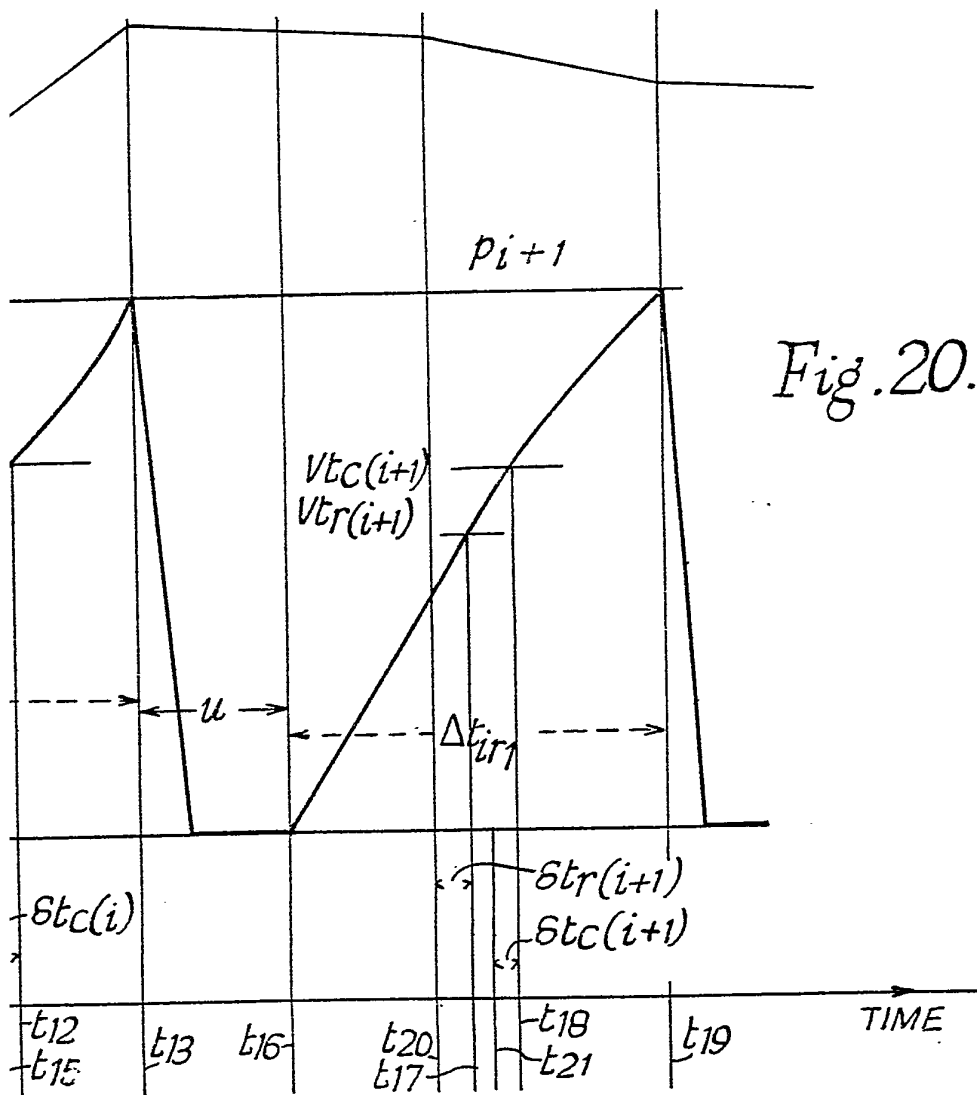 Pi+1
Fig. 20.
Vtc(i+1)
Vtr(i+1)
u
Δtir1
δtr(i+1)
δtc(i)
δtc(i+1)
TIME
t12
t13
t16
t20
t18
t19
t15
t17
t21